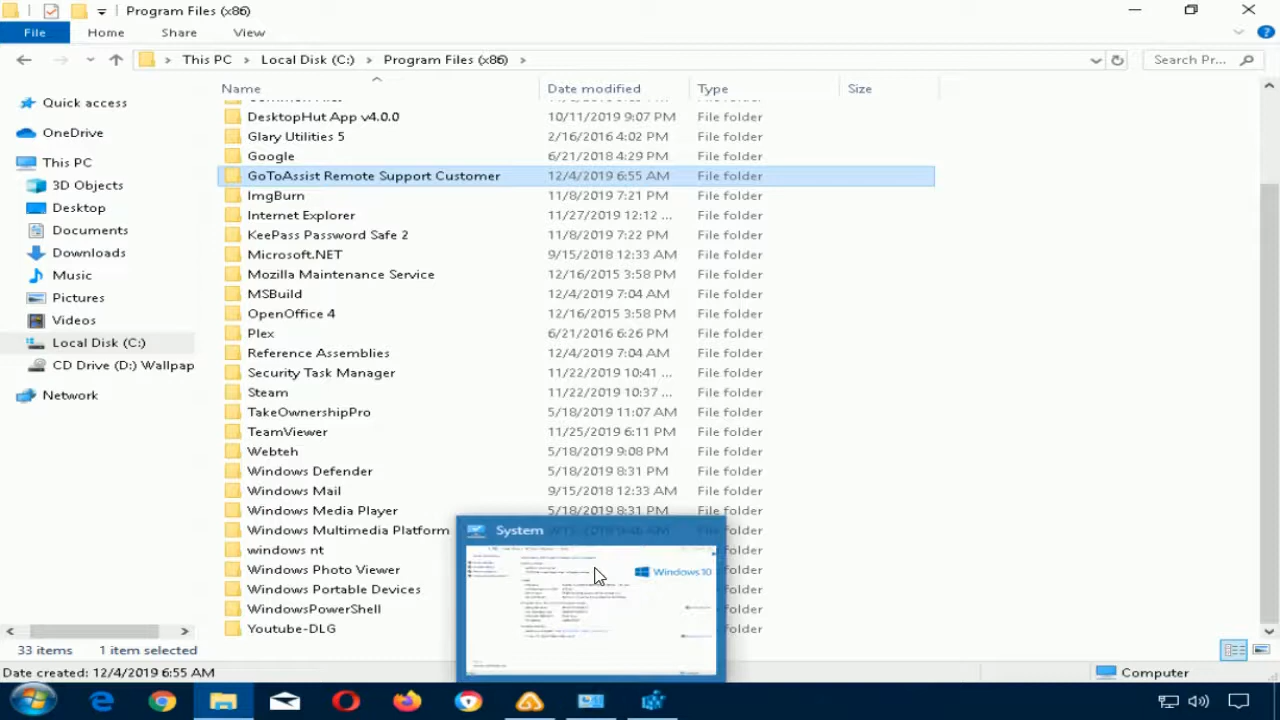 Program Files (x86)
File Home Share View
This PC Local Disk (C:) Program Files (x86) Search Pr...
Name Date modified Type Size
DesktopHut App v4.0.0 10/11/2019 9:07 PM File folder
Glary Utilities 5 2/16/2016 4:02 PM File folder
Google 6/21/2018 4:29 PM File folder
GoToAssist Remote Support Customer 12/4/2019 6:55 AM File folder
ImgBurn 11/8/2019 7:21 PM File folder
Internet Explorer 11/27/2019 12:12 ... File folder
KeePass Password Safe 2 11/8/2019 7:22 PM File folder
Microsoft.NET 9/15/2018 12:33 AM File folder
Mozilla Maintenance Service 12/16/2015 3:58 PM File folder
MSBuild 12/4/2019 7:04 AM File folder
OpenOffice 4 12/16/2015 3:58 PM File folder
Plex 6/21/2016 6:26 PM File folder
Reference Assemblies 12/4/2019 7:04 AM File folder
Security Task Manager 11/22/2019 10:41 ... File folder
Steam 11/22/2019 10:37 ... File folder
TakeOwnershipPro 5/18/2019 11:07 AM File folder
TeamViewer 11/25/2019 6:11 PM File folder
Webteh 5/18/2019 9:08 PM File folder
Windows Defender 5/18/2019 8:31 PM File folder
Windows Mail 9/15/2018 12:33 AM File folder
Windows Media Player 5/18/2019 8:31 PM File folder
Windows Multimedia Platform File folder
windows nt File folder
Windows Photo Viewer File folder
Windows Portable Devices File folder
WindowsPowerShell File folder
File folder
Quick access
OneDrive
This PC
3D Objects
Desktop
Documents
Downloads
Music
Pictures
Videos
Local Disk (C:)
CD Drive (D:) Wallpap
Network
System
Windows 10
33 items 1 item selected
Date created: 12/4/2019 6:55 AM Computer